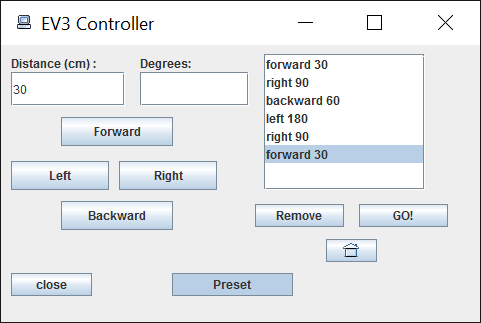 EV3 Controller
Distance (cm) :
Degrees:
30
Forward
Left
Right
Backward
close
Preset
forward 30
right 90
backward 60
left 180
right 90
forward 30
Remove
GO!